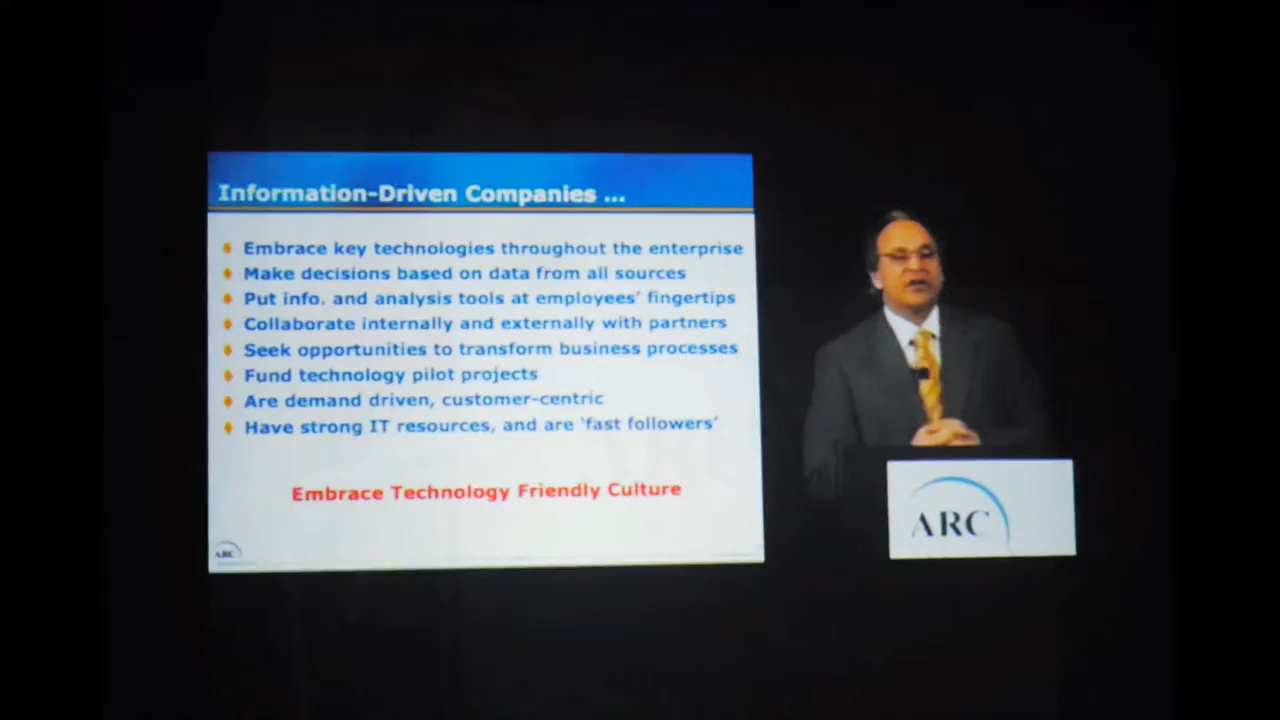 Information-Driven Companies ...
Embrace key technologies throughout the enterprise
Make decisions based on data from all sources
Put info. and analysis tools at employees’ fingertips
Collaborate internally and externally with partners
Seek opportunities to transform business processes
Fund technology pilot projects
Are demand driven, customer-centric
Have strong IT resources, and are ‘fast followers’
Embrace Technology Friendly Culture
ARC
ARC